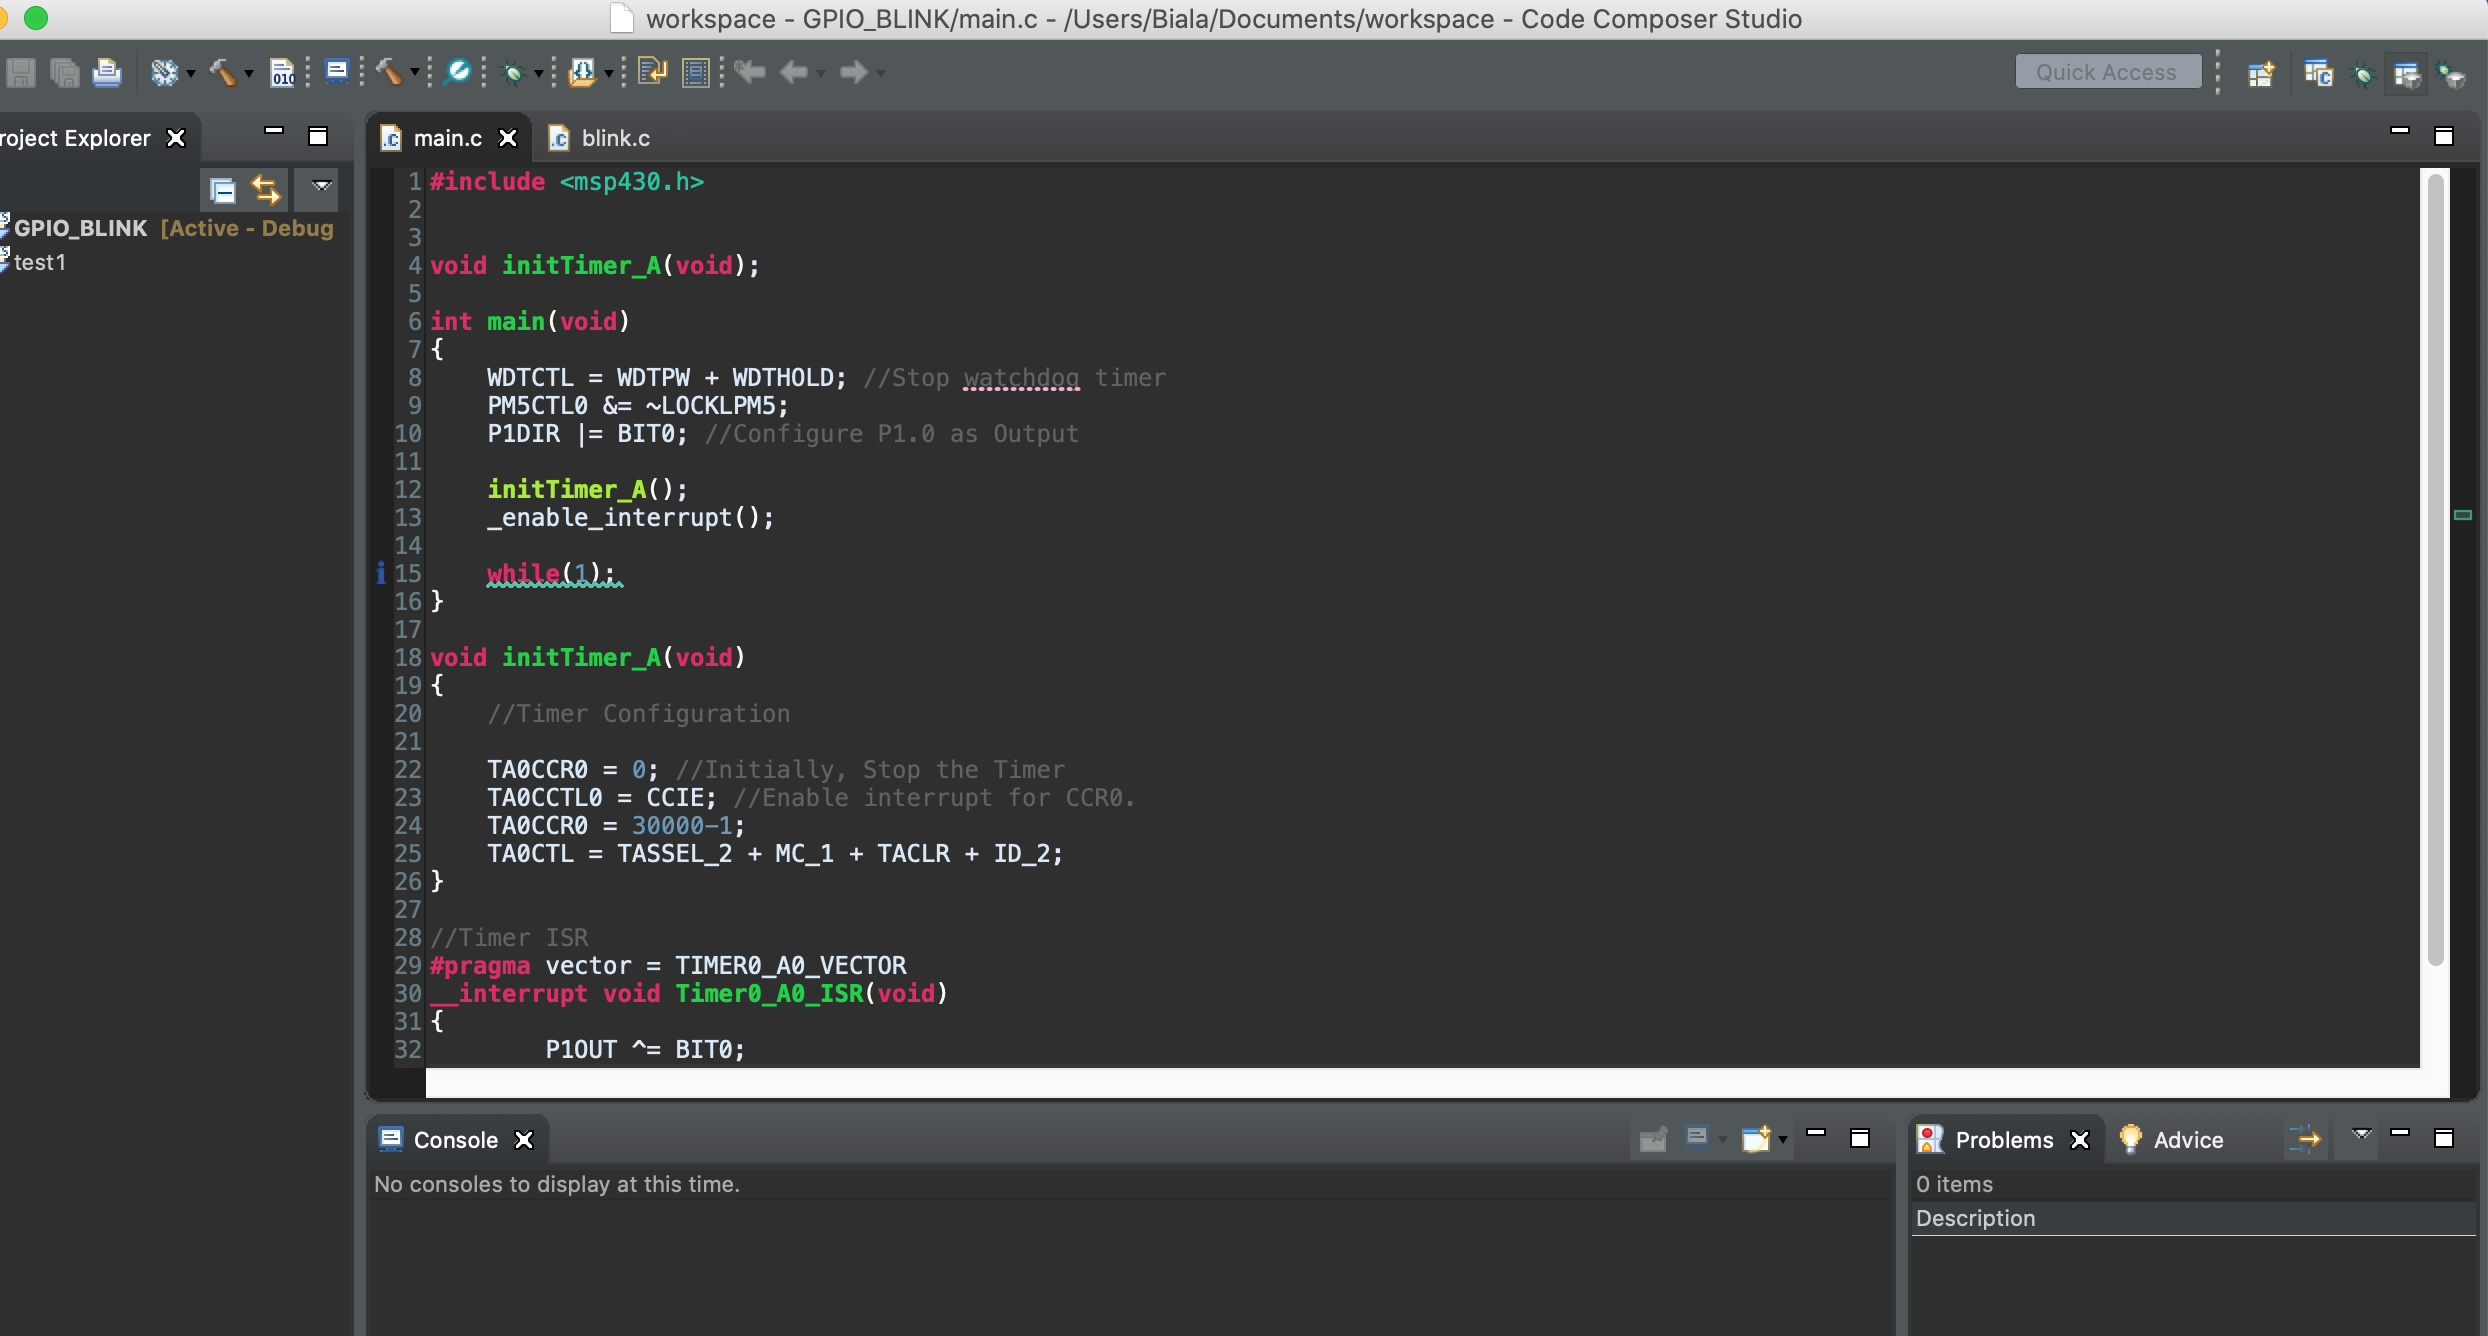 workspace - GPIO_BLINK/main.c - /Users/Biala/Documents/workspace - Code Composer Studio
010
Quick Access
roject Explorer
main.c
blink.c
GPIO_BLINK [Active - Debug
test1
1 #include <msp430.h>
2
3
4 void initTimer_A(void);
5
6 int main(void)
7 {
8 WDTCTL = WDTPW + WDTHOLD; //Stop watchdog timer
9 PM5CTL0 &= ~LOCKLPM5;
10 P1DIR |= BIT0; //Configure P1.0 as Output
11
12 initTimer_A();
13 _enable_interrupt();
14
15 while(1);
16 }
17
18 void initTimer_A(void)
19 {
20 //Timer Configuration
21
22 TA0CCR0 = 0; //Initially, Stop the Timer
23 TA0CCTL0 = CCIE; //Enable interrupt for CCR0.
24 TA0CCR0 = 30000-1;
25 TA0CTL = TASSEL_2 + MC_1 + TACLR + ID_2;
26 }
27
28 //Timer ISR
29 #pragma vector = TIMER0_A0_VECTOR
30 __interrupt void Timer0_A0_ISR(void)
31 {
32 P1OUT ^= BIT0;
Console
No consoles to display at this time.
Problems
Advice
0 items
Description